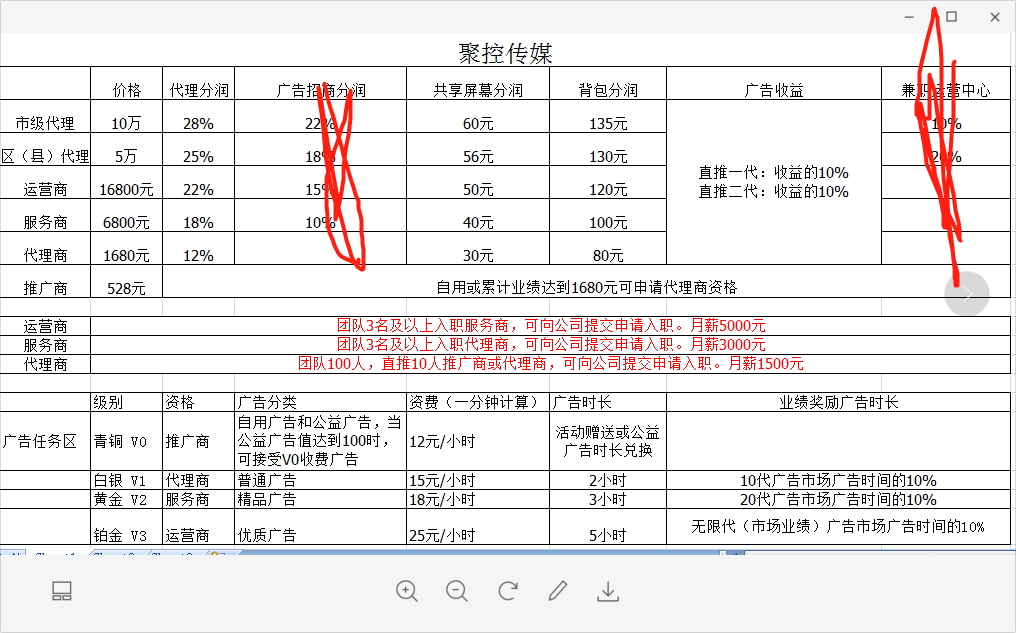 聚控传媒
价格 代理分润 广告招商分润 共享屏幕分润 背包分润 广告收益 兼职运营中心
市级代理 10万 28% 22% 60元 135元 10%
区（县）代理 5万 25% 18% 56元 130元 20%
运营商 16800元 22% 15% 50元 120元
直推一代：收益的10%
直推二代：收益的10%
服务商 6800元 18% 10% 40元 100元
代理商 1680元 12% 30元 80元
推广商 528元 自用或累计业绩达到1680元可申请代理商资格
运营商 团队3名及以上入职服务商，可向公司提交申请入职。月薪5000元
服务商 团队3名及以上入职代理商，可向公司提交申请入职。月薪3000元
代理商 团队100人，直推10人推广商或代理商，可向公司提交申请入职。月薪1500元
级别 资格 广告分类 资费（一分钟计算） 广告时长 业绩奖励广告时长
广告任务区 青铜 V0 推广商 自用广告和公益广告，当
公益广告值达到100时，
可接受V0收费广告
12元/小时 活动赠送或公益
广告时长兑换
白银 V1 代理商 普通广告 15元/小时 2小时 10代广告市场广告时间的10%
黄金 V2 服务商 精品广告 18元/小时 3小时 20代广告市场广告时间的10%
铂金 V3 运营商 优质广告 25元/小时 5小时 无限代（市场业绩）广告市场广告时间的10%